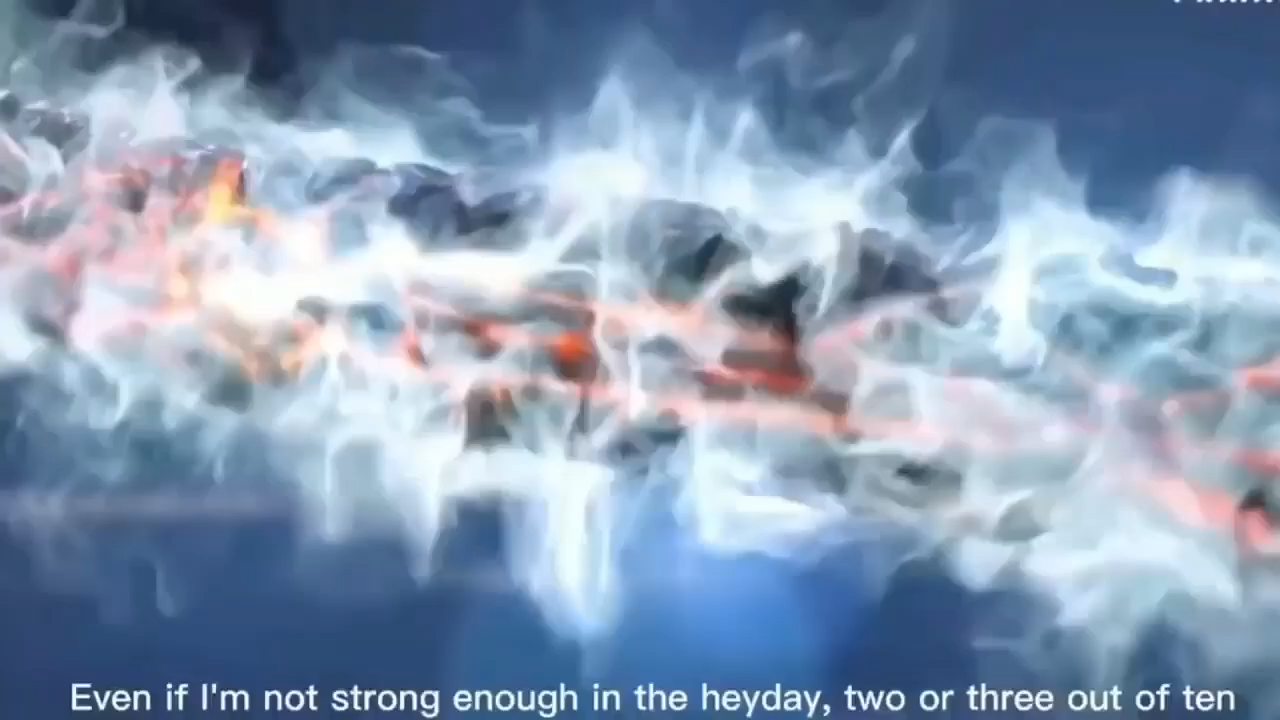 Even if I'm not strong enough in the heyday, two or three out of ten